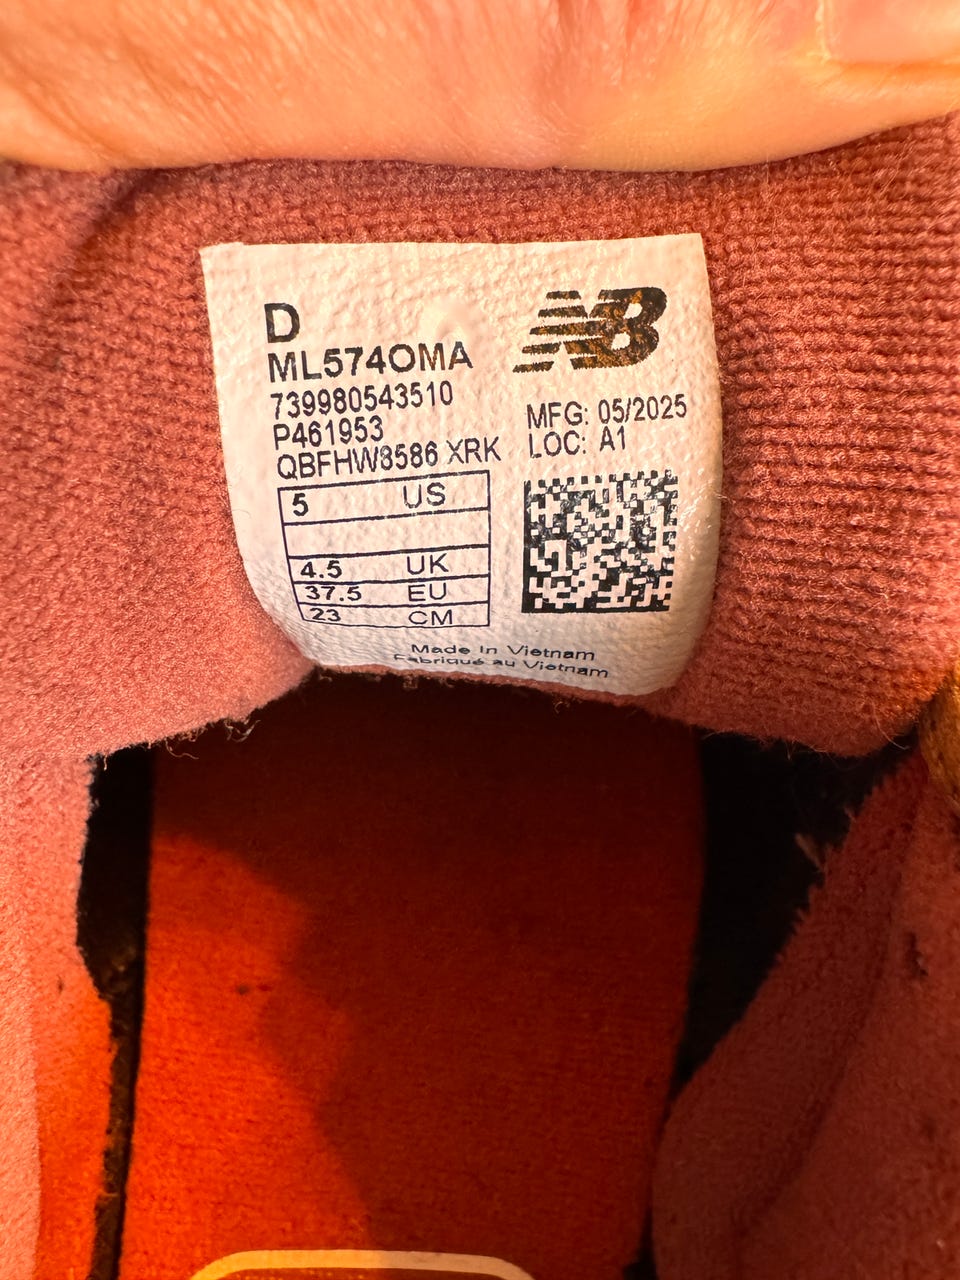 D
ML574OMA
739980543510
P461953
QBFHW8586 XRK
NB
MFG: 05/2025
LOC: A1
5 US
4.5 UK
37.5 EU
23 CM
Made In Vietnam
Fabriqué au Vietnam